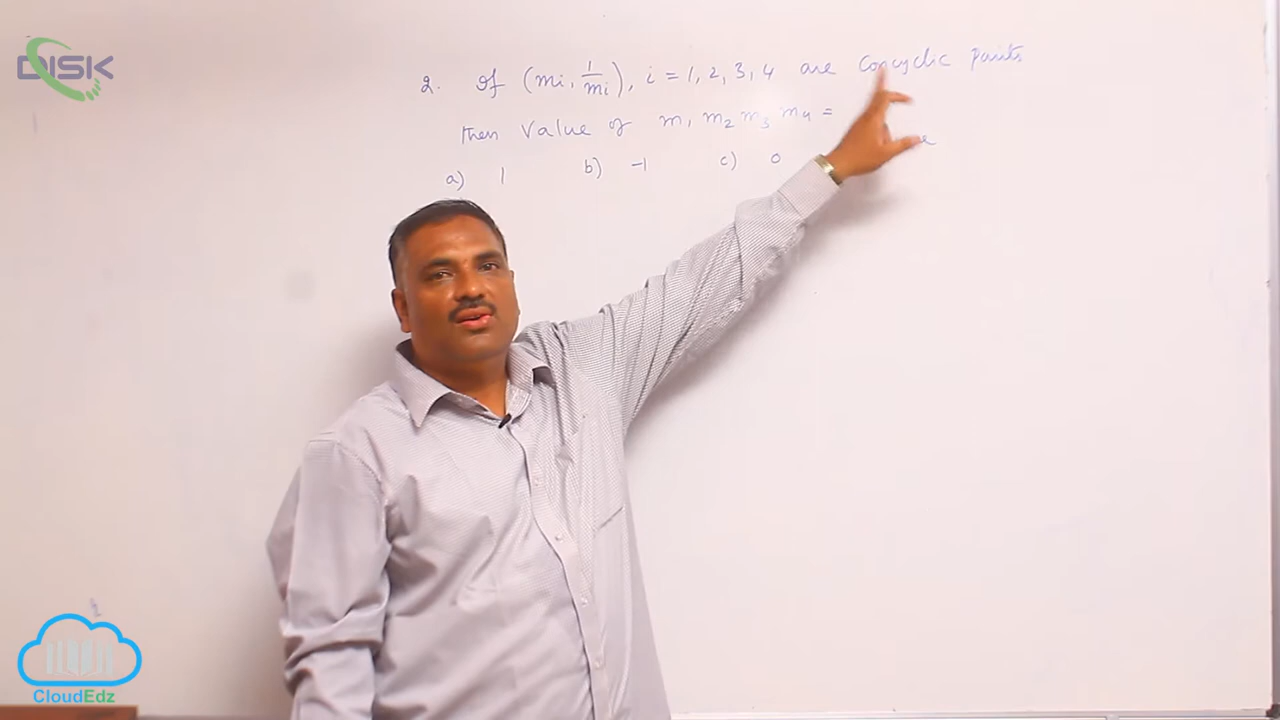 DISK
2. If (mi, 1/mi), i = 1, 2, 3, 4 are concyclic points
then value of m1 m2 m3 m4 =
a) 1 b) -1 c) 0
CloudEdz